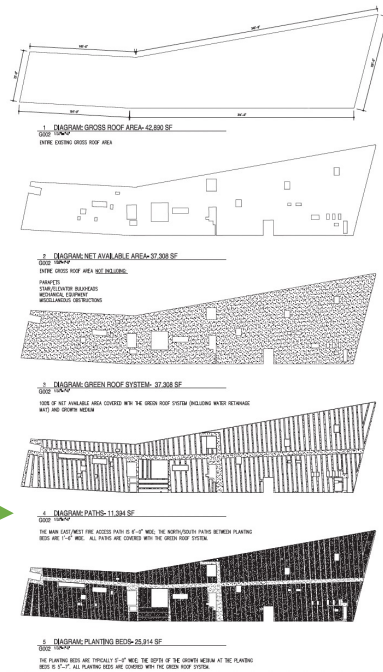 1 DIAGRAM: GROSS ROOF AREA- 42,690 SF
G002
ENTIRE EXISTING GROSS ROOF AREA
2 DIAGRAM: NET AVAILABLE AREA- 37,308 SF
G002
ENTIRE GROSS ROOF AREA NOT INCLUDING:
PARAPETS
STAIR/ELEVATOR BULKHEADS
MECHANICAL EQUIPMENT
MISCELLANEOUS OBSTRUCTIONS
3 DIAGRAM: GREEN ROOF SYSTEM- 37,308 SF
G002
100% OF NET AVAILABLE AREA COVERED WITH THE GREEN ROOF SYSTEM (INCLUDING WATER RETAINAGE
MAT) AND GROWTH MEDIUM
4 DIAGRAM: PATHS- 11,394 SF
G002
THE MAIN EAST/WEST FIRE ACCESS PATH IS 6'-0" WIDE; THE NORTH/SOUTH PATHS BETWEEN PLANTING
BEDS ARE 1'-6" WIDE. ALL PATHS ARE COVERED WITH THE GREEN ROOF SYSTEM.
5 DIAGRAM: PLANTING BEDS- 25,914 SF
G002
THE PLANTING BEDS ARE TYPICALLY 5'-0" WIDE; THE DEPTH OF THE GROWTH MEDIUM AT THE PLANTING
BEDS IS 5"-7". ALL PLANTING BEDS ARE COVERED WITH THE GREEN ROOF SYSTEM.